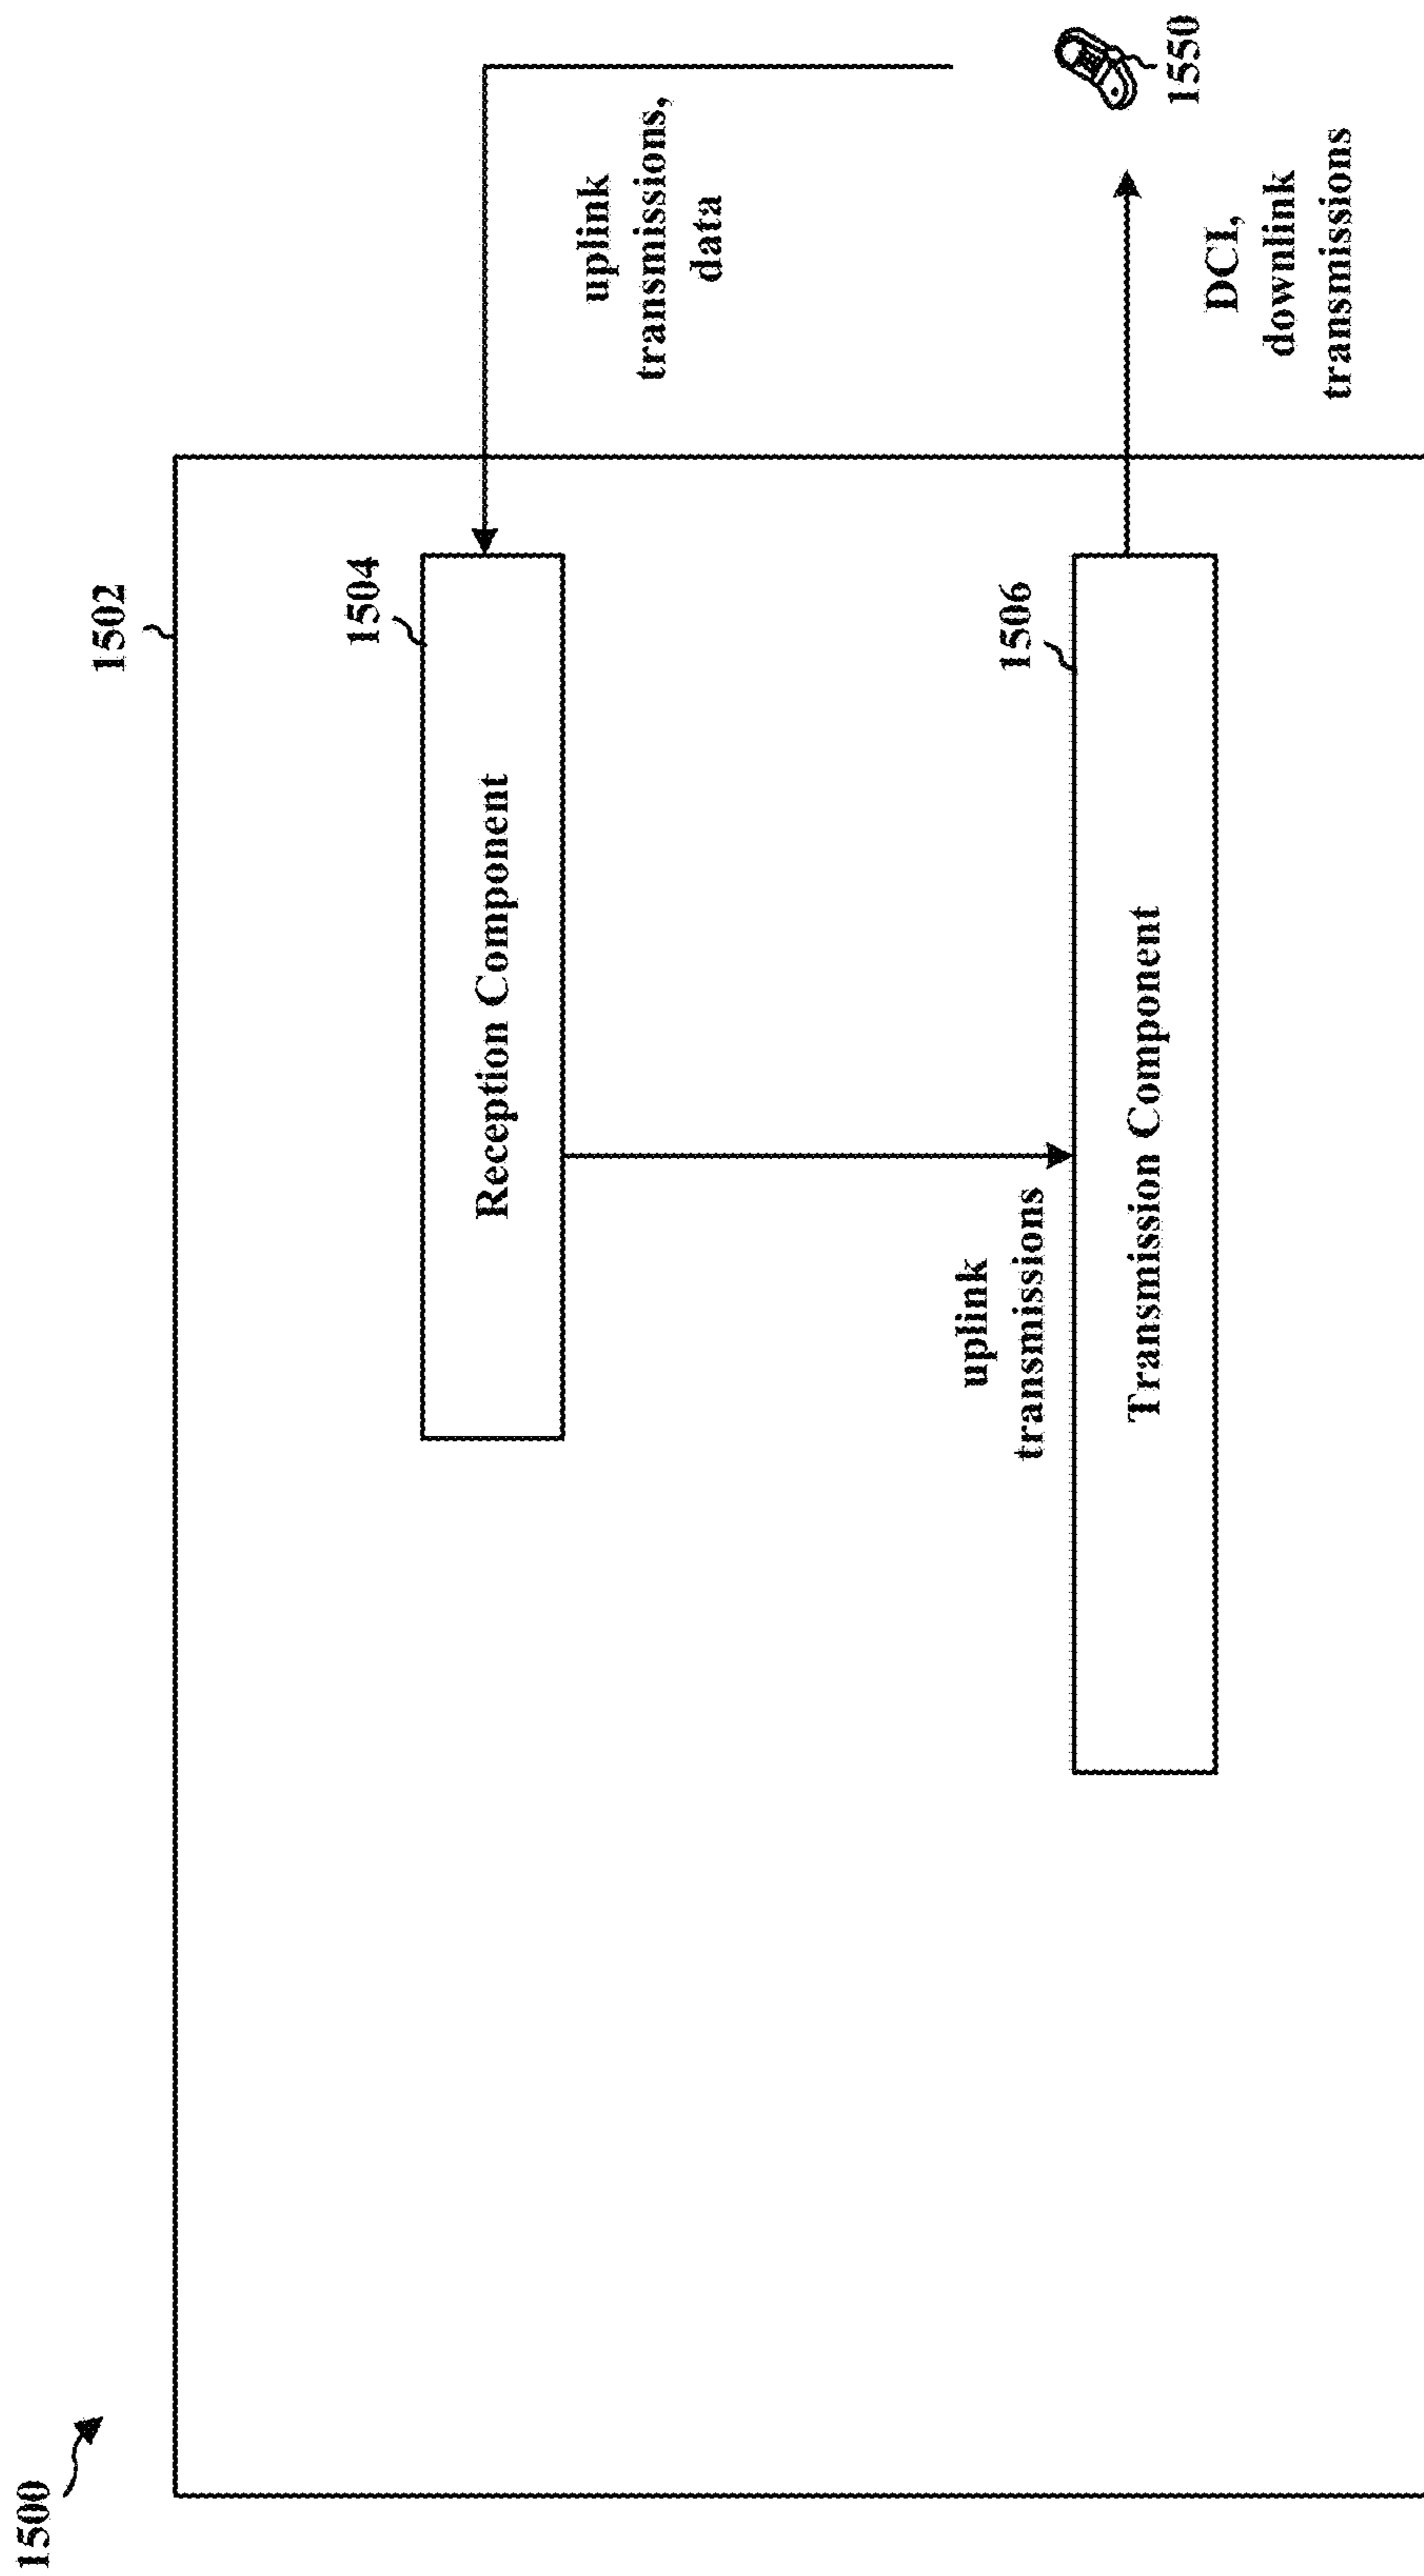 1500
1502
1504
Reception Component
uplink
transmissions,
data
1550
uplink
transmissions
1506
Transmission Component
DCI,
downlink
transmissions